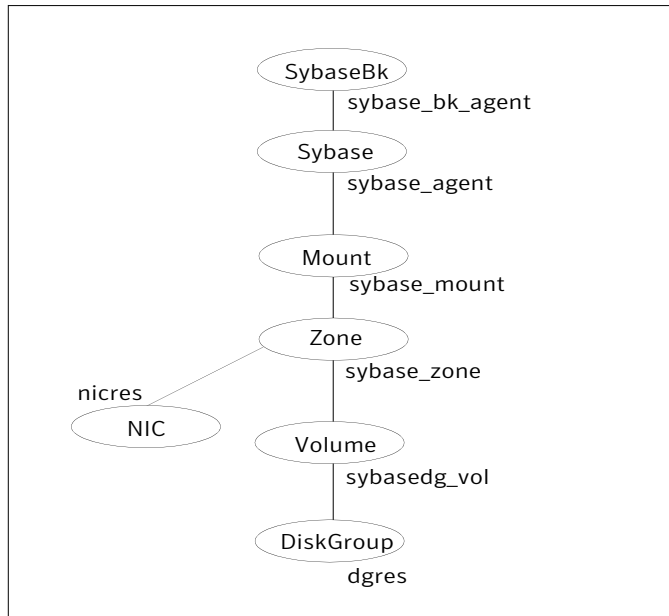 SybaseBk
sybase_bk_agent
Sybase
sybase_agent
Mount
sybase_mount
Zone
sybase_zone
nicres
NIC
Volume
sybasedg_vol
DiskGroup
dgres